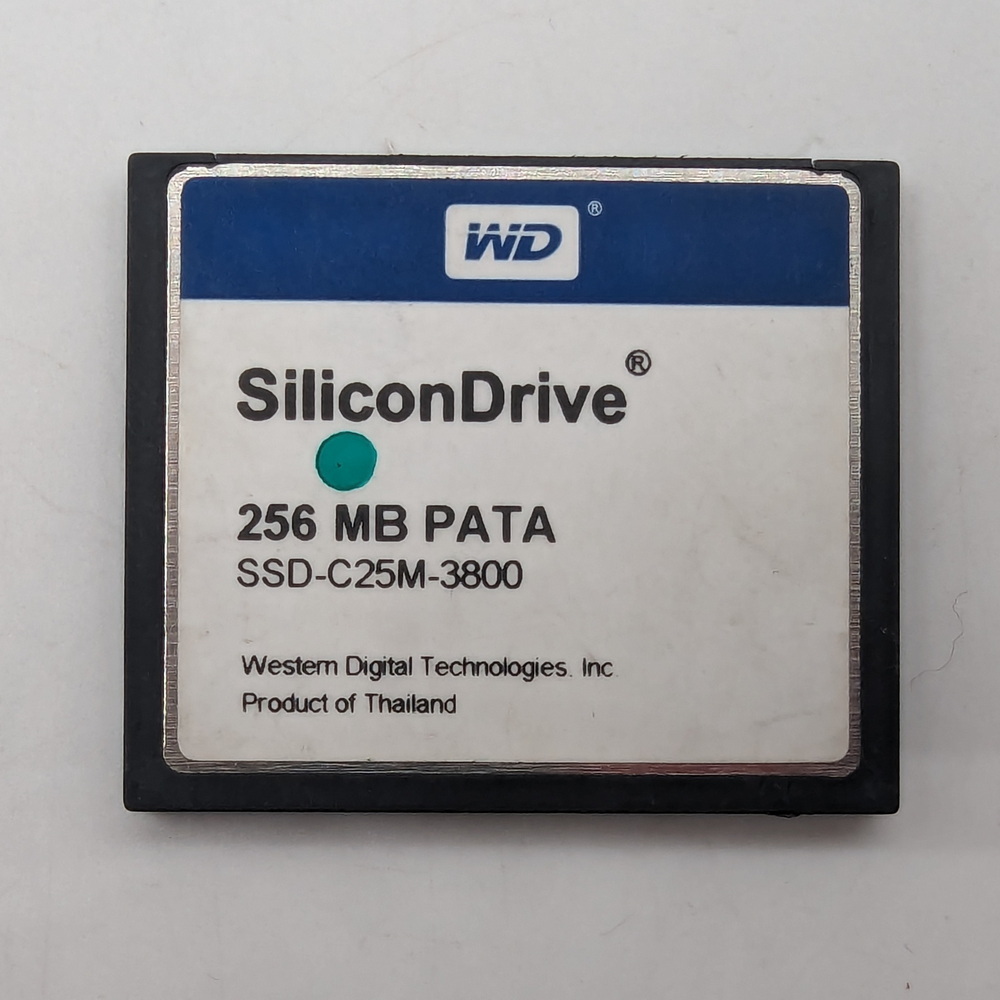 WD®
SiliconDrive®
256 MB PATA
SSD-C25M-3800
Western Digital Technologies. Inc.
Product of Thailand